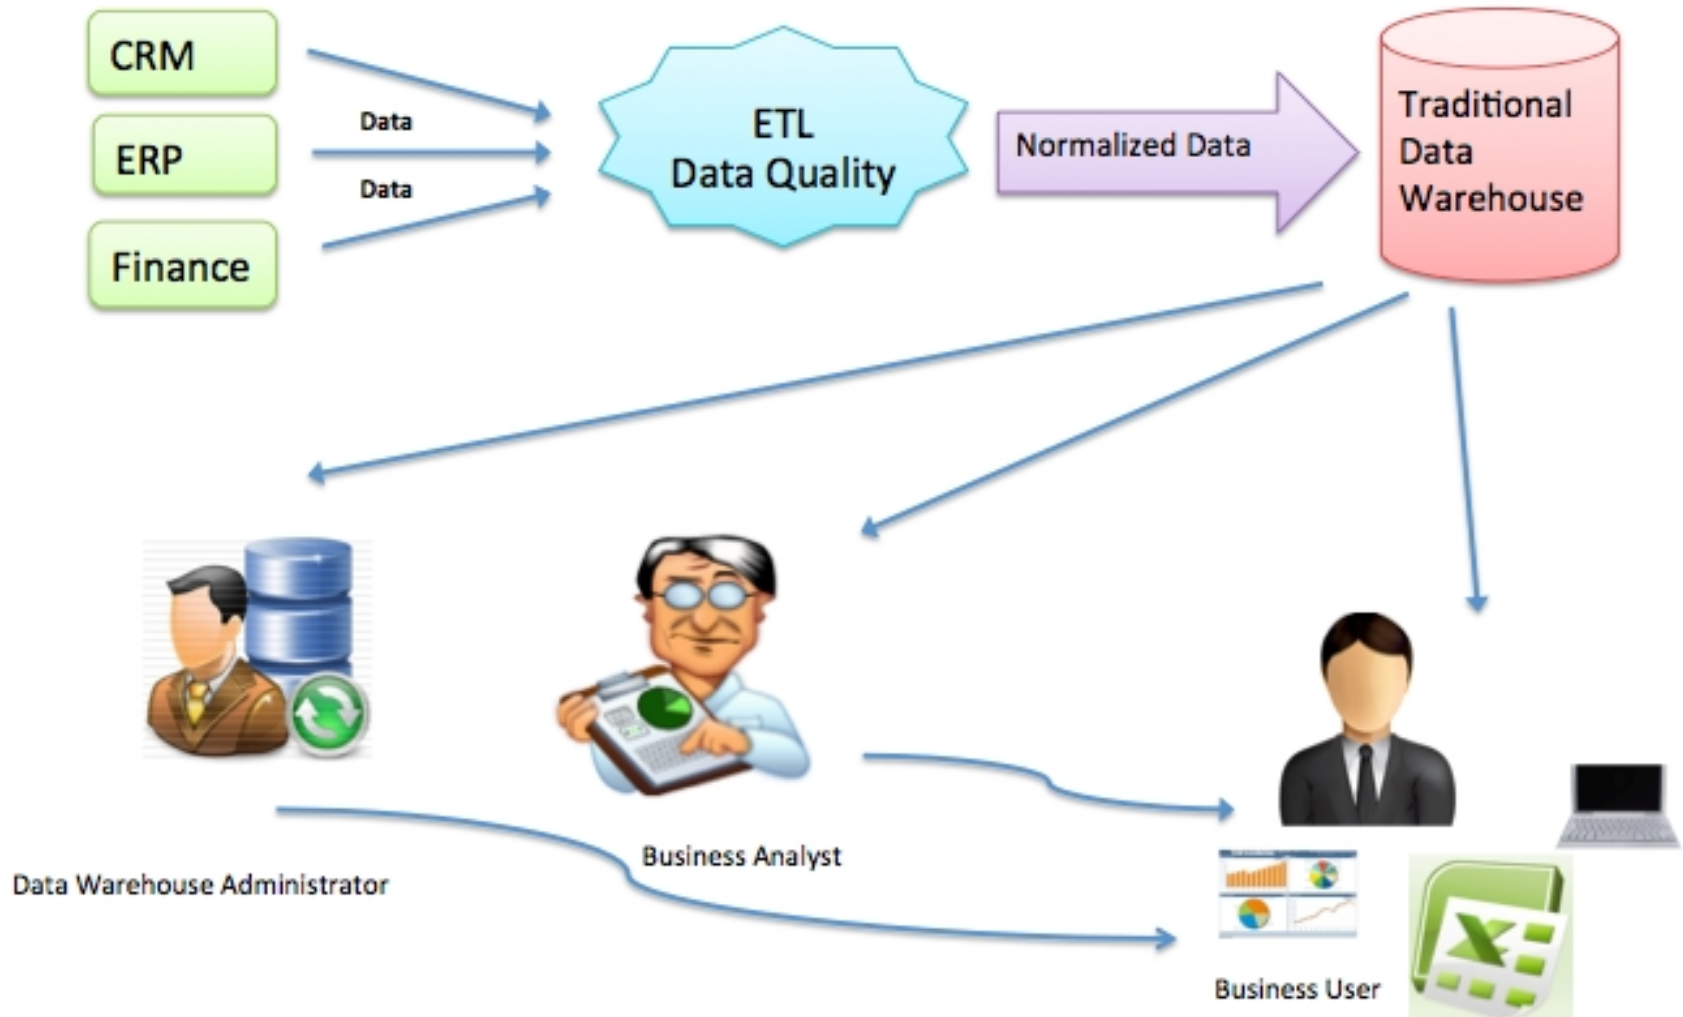 CRM
ERP
Finance
Data
Data
ETL
Data Quality
Normalized Data
Traditional
Data
Warehouse
Data Warehouse Administrator
Business Analyst
Business User